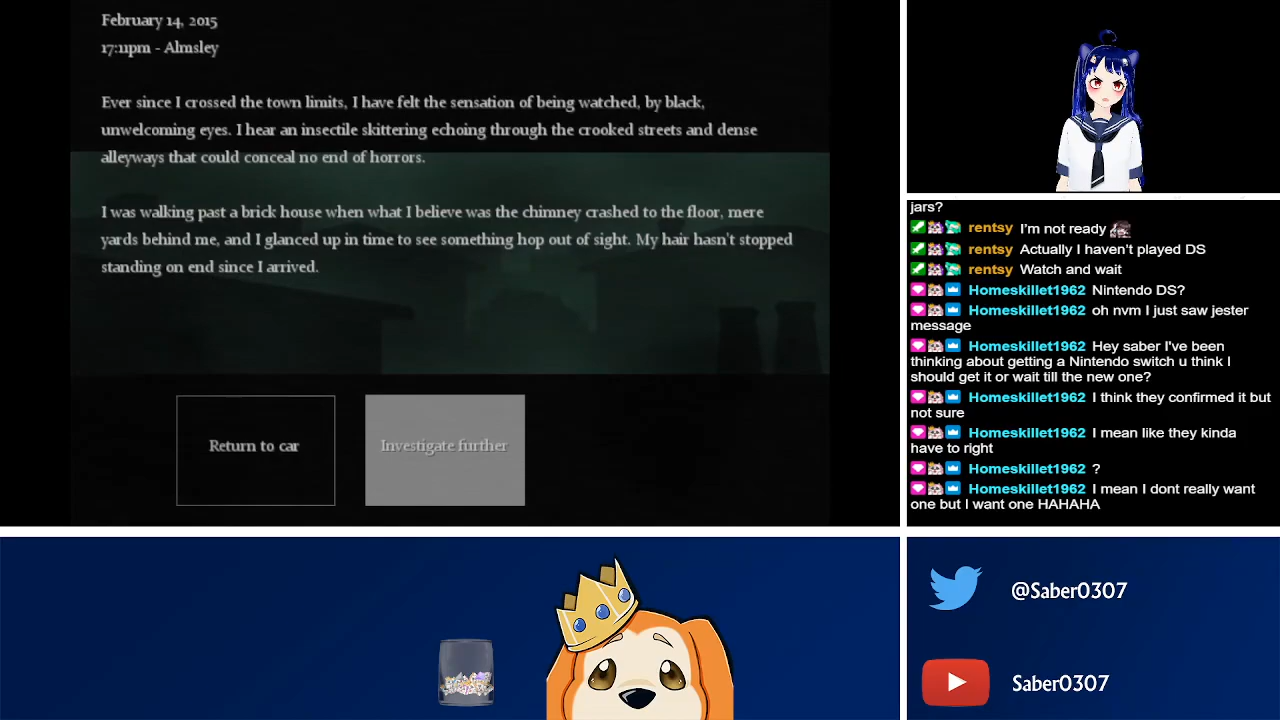 February 14, 2015
17:11pm - Almsley
Ever since I crossed the town limits, I have felt the sensation of being watched, by black,
unwelcoming eyes. I hear an insectile skittering echoing through the crooked streets and dense
alleyways that could conceal no end of horrors.
I was walking past a brick house when what I believe was the chimney crashed to the floor, mere
yards behind me, and I glanced up in time to see something hop out of sight. My hair hasn't stopped
standing on end since I arrived.
Return to car
Investigate further
jars?
rentsy I'm not ready
rentsy Actually I haven't played DS
rentsy Watch and wait
Homeskillet1962 Nintendo DS?
Homeskillet1962 oh nvm I just saw jester
message
Homeskillet1962 Hey saber I've been
thinking about getting a Nintendo switch u think I
should get it or wait till the new one?
Homeskillet1962 I think they confirmed it but
not sure
Homeskillet1962 I mean like they kinda
have to right
Homeskillet1962 ?
Homeskillet1962 I mean I dont really want
one but I want one HAHAHA
@Saber0307
Saber0307